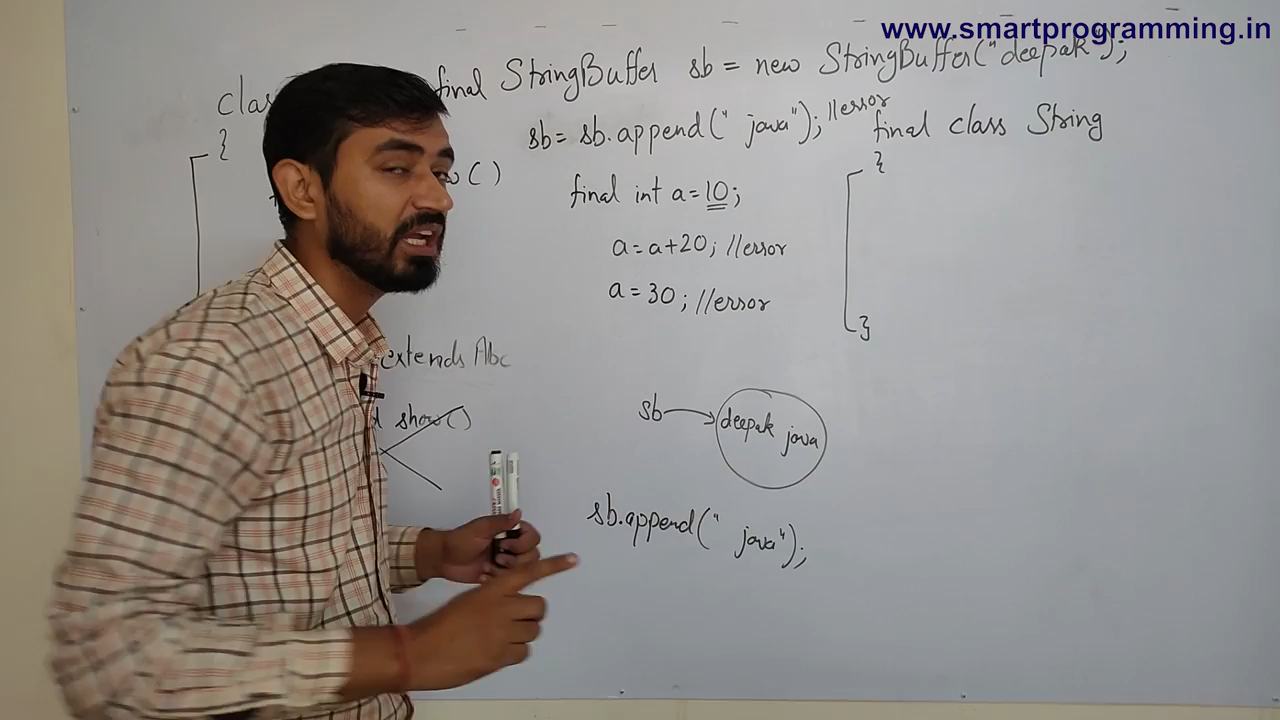 www.smartprogramming.in
final StringBuffer sb = new StringBuffer("deepak");
{
sb = sb.append(" java"); //error
final class String
{
final int a=10;
a=a+20; //error
a=30; //error
}
extends Abc
show()
sb
deepak java
sb.append(" java");